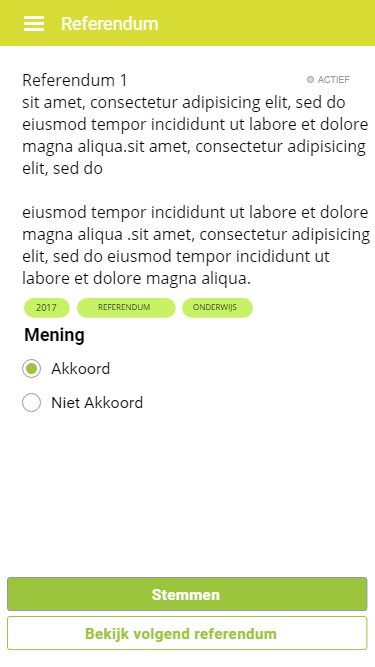 Referendum
Referendum 1
ACTIEF
sit amet, consectetur adipisicing elit, sed do
eiusmod tempor incididunt ut labore et dolore
magna aliqua.sit amet, consectetur adipisicing
elit, sed do
eiusmod tempor incididunt ut labore et dolore
magna aliqua .sit amet, consectetur adipisicing
elit, sed do eiusmod tempor incididunt ut
labore et dolore magna aliqua.
2017 REFERENDUM ONDERWIJS
Mening
Akkoord
Niet Akkoord
Stemmen
Bekijk volgend referendum